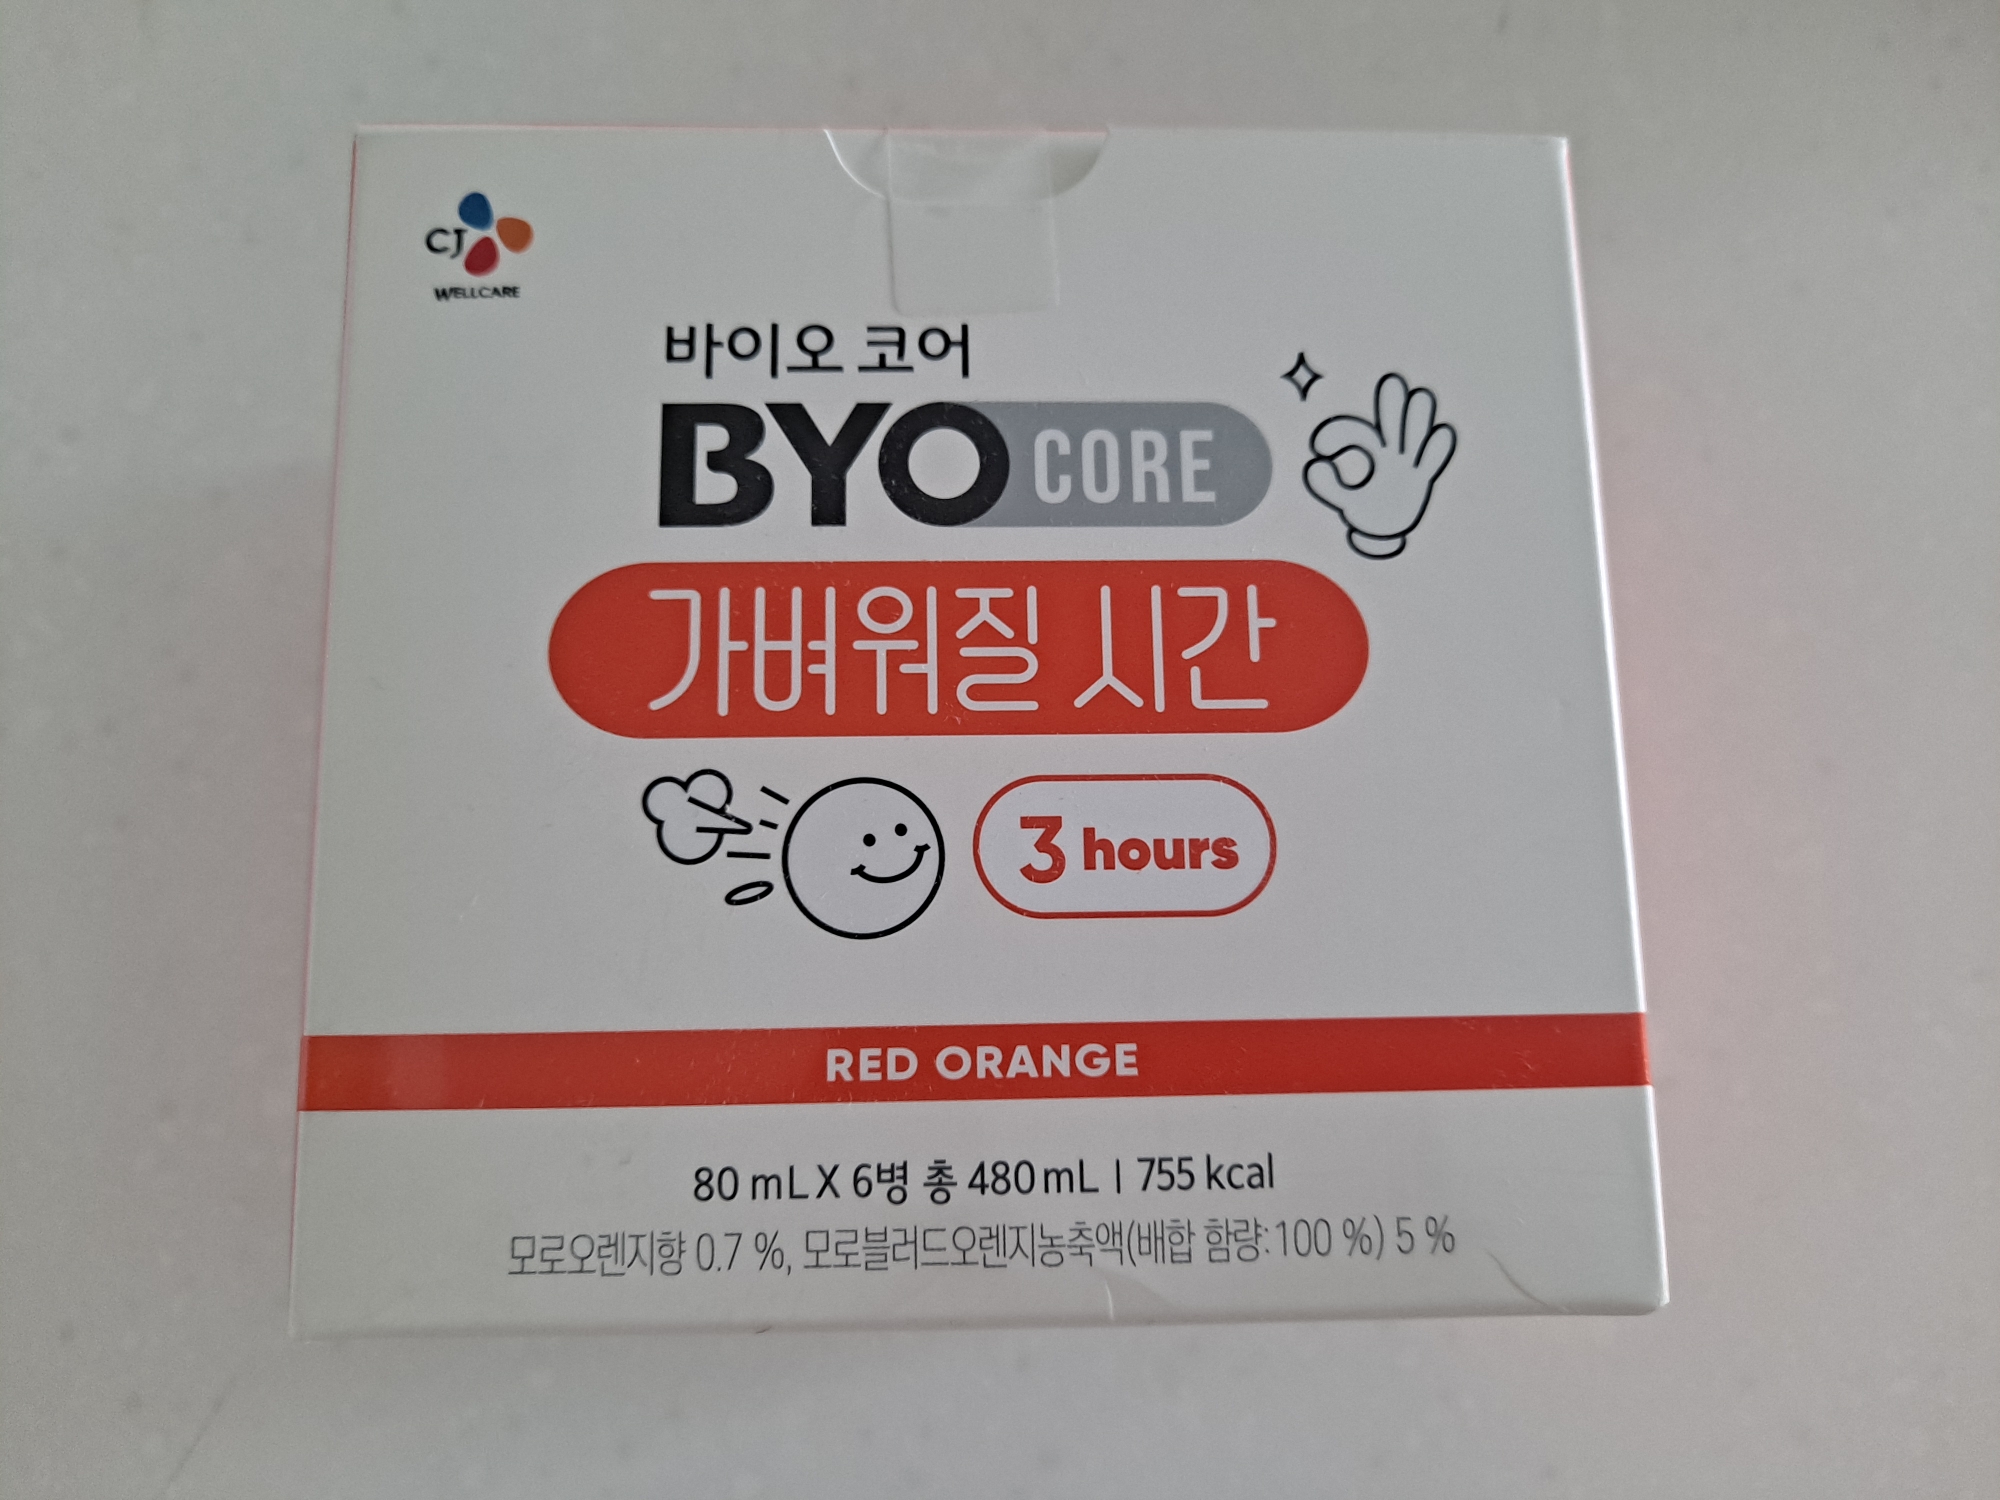 CJ
WELLCARE
바이오 코어
BYO CORE
가벼워질 시간
3 hours
RED ORANGE
80 mL X 6병 총 480 mL | 755 kcal
모로오렌지향 0.7 %, 모로블러드오렌지농축액(배합 함량:100 %) 5 %